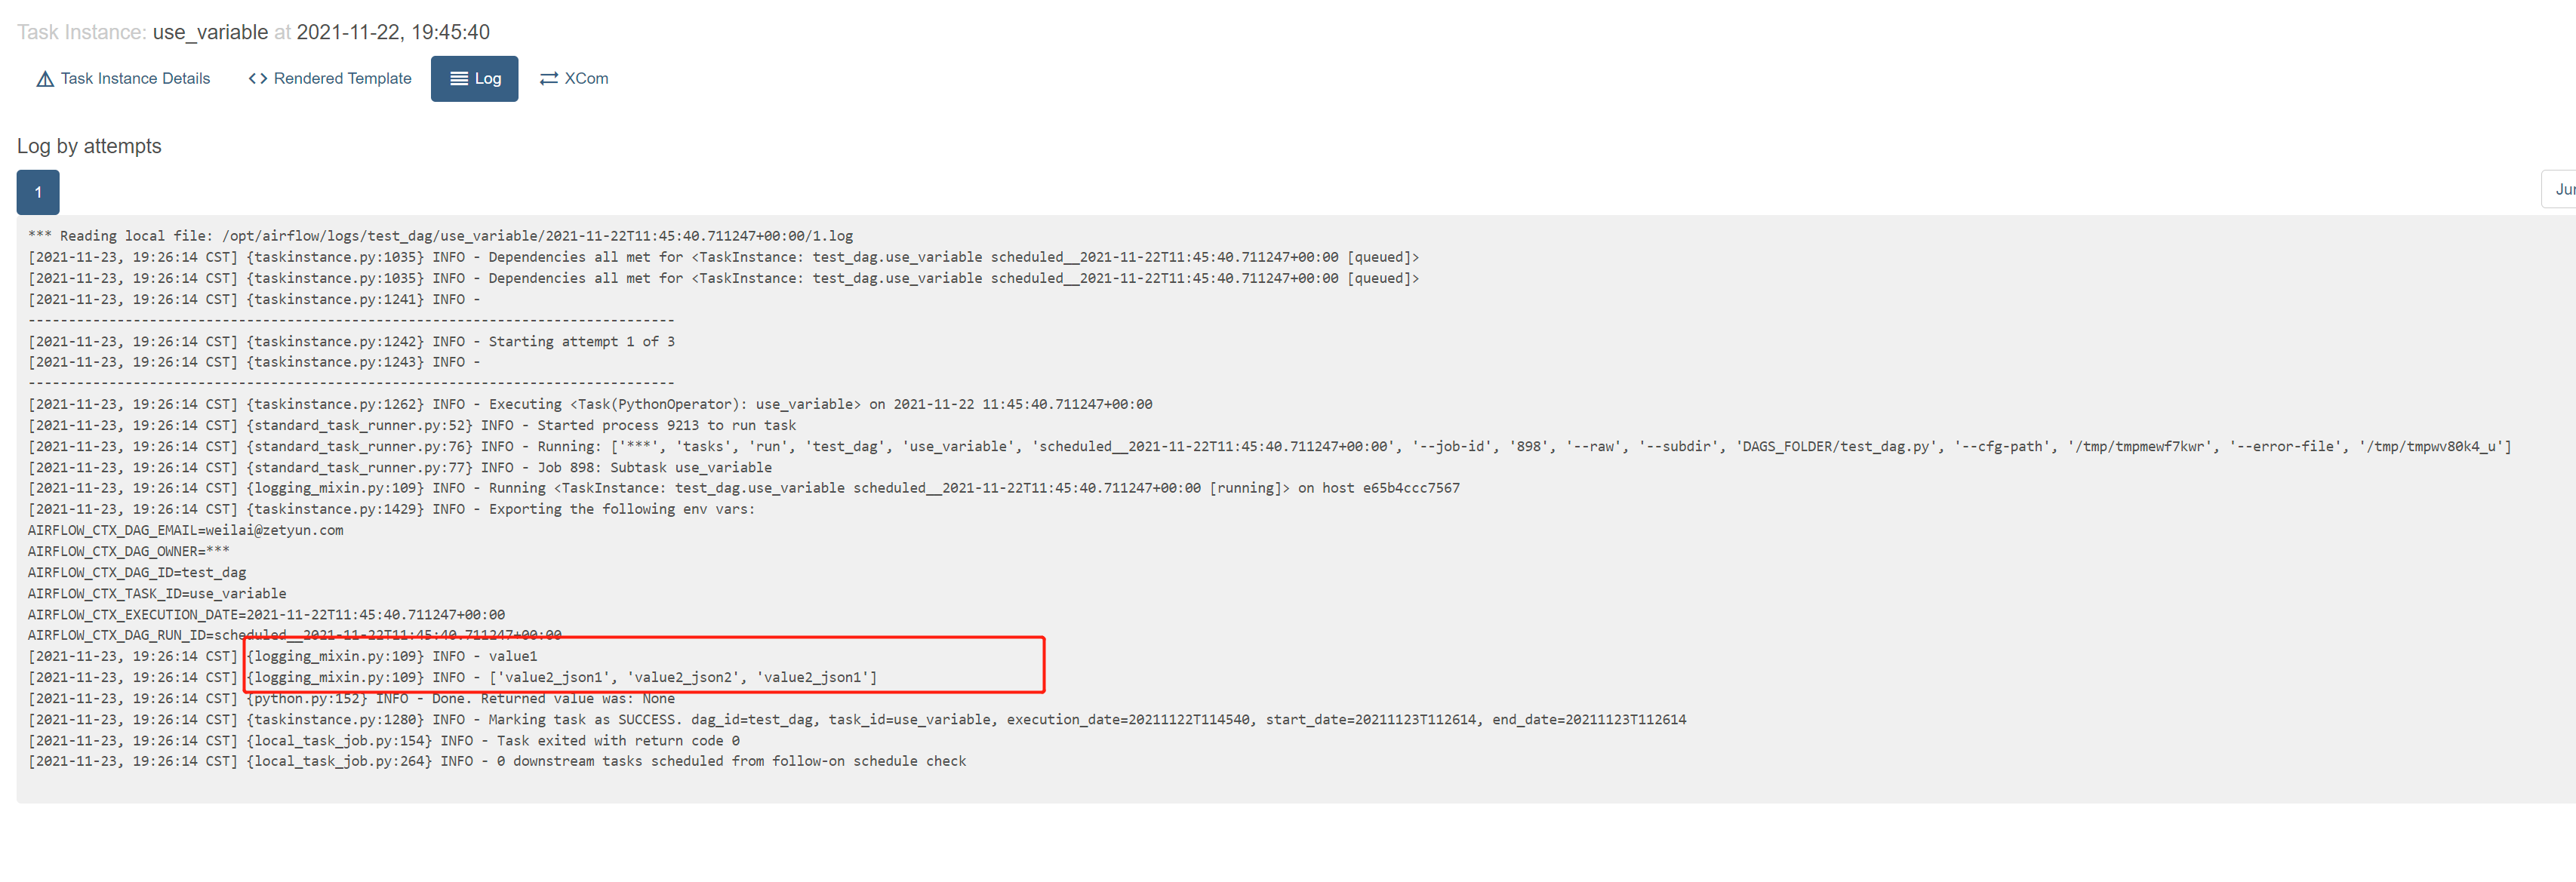 Task Instance: use_variable at 2021-11-22, 19:45:40
Task Instance Details <> Rendered Template Log XCom
Log by attempts
1
Jun
*** Reading local file: /opt/airflow/logs/test_dag/use_variable/2021-11-22T11:45:40.711247+00:00/1.log
[2021-11-23, 19:26:14 CST] {taskinstance.py:1035} INFO - Dependencies all met for <TaskInstance: test_dag.use_variable scheduled__2021-11-22T11:45:40.711247+00:00 [queued]>
[2021-11-23, 19:26:14 CST] {taskinstance.py:1035} INFO - Dependencies all met for <TaskInstance: test_dag.use_variable scheduled__2021-11-22T11:45:40.711247+00:00 [queued]>
[2021-11-23, 19:26:14 CST] {taskinstance.py:1241} INFO -
--------------------------------------------------------------------------------
[2021-11-23, 19:26:14 CST] {taskinstance.py:1242} INFO - Starting attempt 1 of 3
[2021-11-23, 19:26:14 CST] {taskinstance.py:1243} INFO -
--------------------------------------------------------------------------------
[2021-11-23, 19:26:14 CST] {taskinstance.py:1262} INFO - Executing <Task(PythonOperator): use_variable> on 2021-11-22 11:45:40.711247+00:00
[2021-11-23, 19:26:14 CST] {standard_task_runner.py:52} INFO - Started process 9213 to run task
[2021-11-23, 19:26:14 CST] {standard_task_runner.py:76} INFO - Running: ['***', 'tasks', 'run', 'test_dag', 'use_variable', 'scheduled__2021-11-22T11:45:40.711247+00:00', '--job-id', '898', '--raw', '--subdir', 'DAGS_FOLDER/test_dag.py', '--cfg-path', '/tmp/tmpmewf7kwr', '--error-file', '/tmp/tmpwv80k4_u']
[2021-11-23, 19:26:14 CST] {standard_task_runner.py:77} INFO - Job 898: Subtask use_variable
[2021-11-23, 19:26:14 CST] {logging_mixin.py:109} INFO - Running <TaskInstance: test_dag.use_variable scheduled__2021-11-22T11:45:40.711247+00:00 [running]> on host e65b4ccc7567
[2021-11-23, 19:26:14 CST] {taskinstance.py:1429} INFO - Exporting the following env vars:
AIRFLOW_CTX_DAG_EMAIL=weilai@zetyun.com
AIRFLOW_CTX_DAG_OWNER=***
AIRFLOW_CTX_DAG_ID=test_dag
AIRFLOW_CTX_TASK_ID=use_variable
AIRFLOW_CTX_EXECUTION_DATE=2021-11-22T11:45:40.711247+00:00
AIRFLOW_CTX_DAG_RUN_ID=scheduled__2021-11-22T11:45:40.711247+00:00
[2021-11-23, 19:26:14 CST] {logging_mixin.py:109} INFO - value1
[2021-11-23, 19:26:14 CST] {logging_mixin.py:109} INFO - ['value2_json1', 'value2_json2', 'value2_json1']
[2021-11-23, 19:26:14 CST] {python.py:152} INFO - Done. Returned value was: None
[2021-11-23, 19:26:14 CST] {taskinstance.py:1280} INFO - Marking task as SUCCESS. dag_id=test_dag, task_id=use_variable, execution_date=20211122T114540, start_date=20211123T112614, end_date=20211123T112614
[2021-11-23, 19:26:14 CST] {local_task_job.py:154} INFO - Task exited with return code 0
[2021-11-23, 19:26:14 CST] {local_task_job.py:264} INFO - 0 downstream tasks scheduled from follow-on schedule check